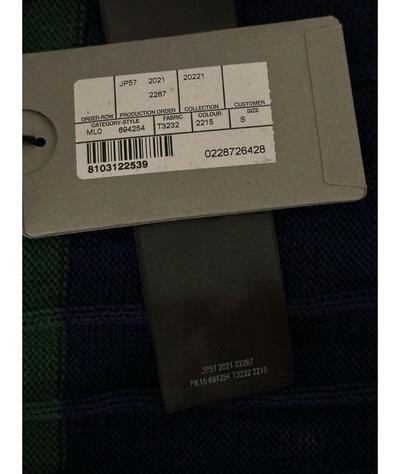 JP57 2021 20221
2267
ORDER-ROW PRODUCTION ORDER COLLECTION CUSTOMER
CATEGORY-STYLE FABRIC COLOUR SIZE
ML0 694254 T3232 2215 S
8103122539
0228726428
JP57 2021 02267
PK16 694254 T3232 2215